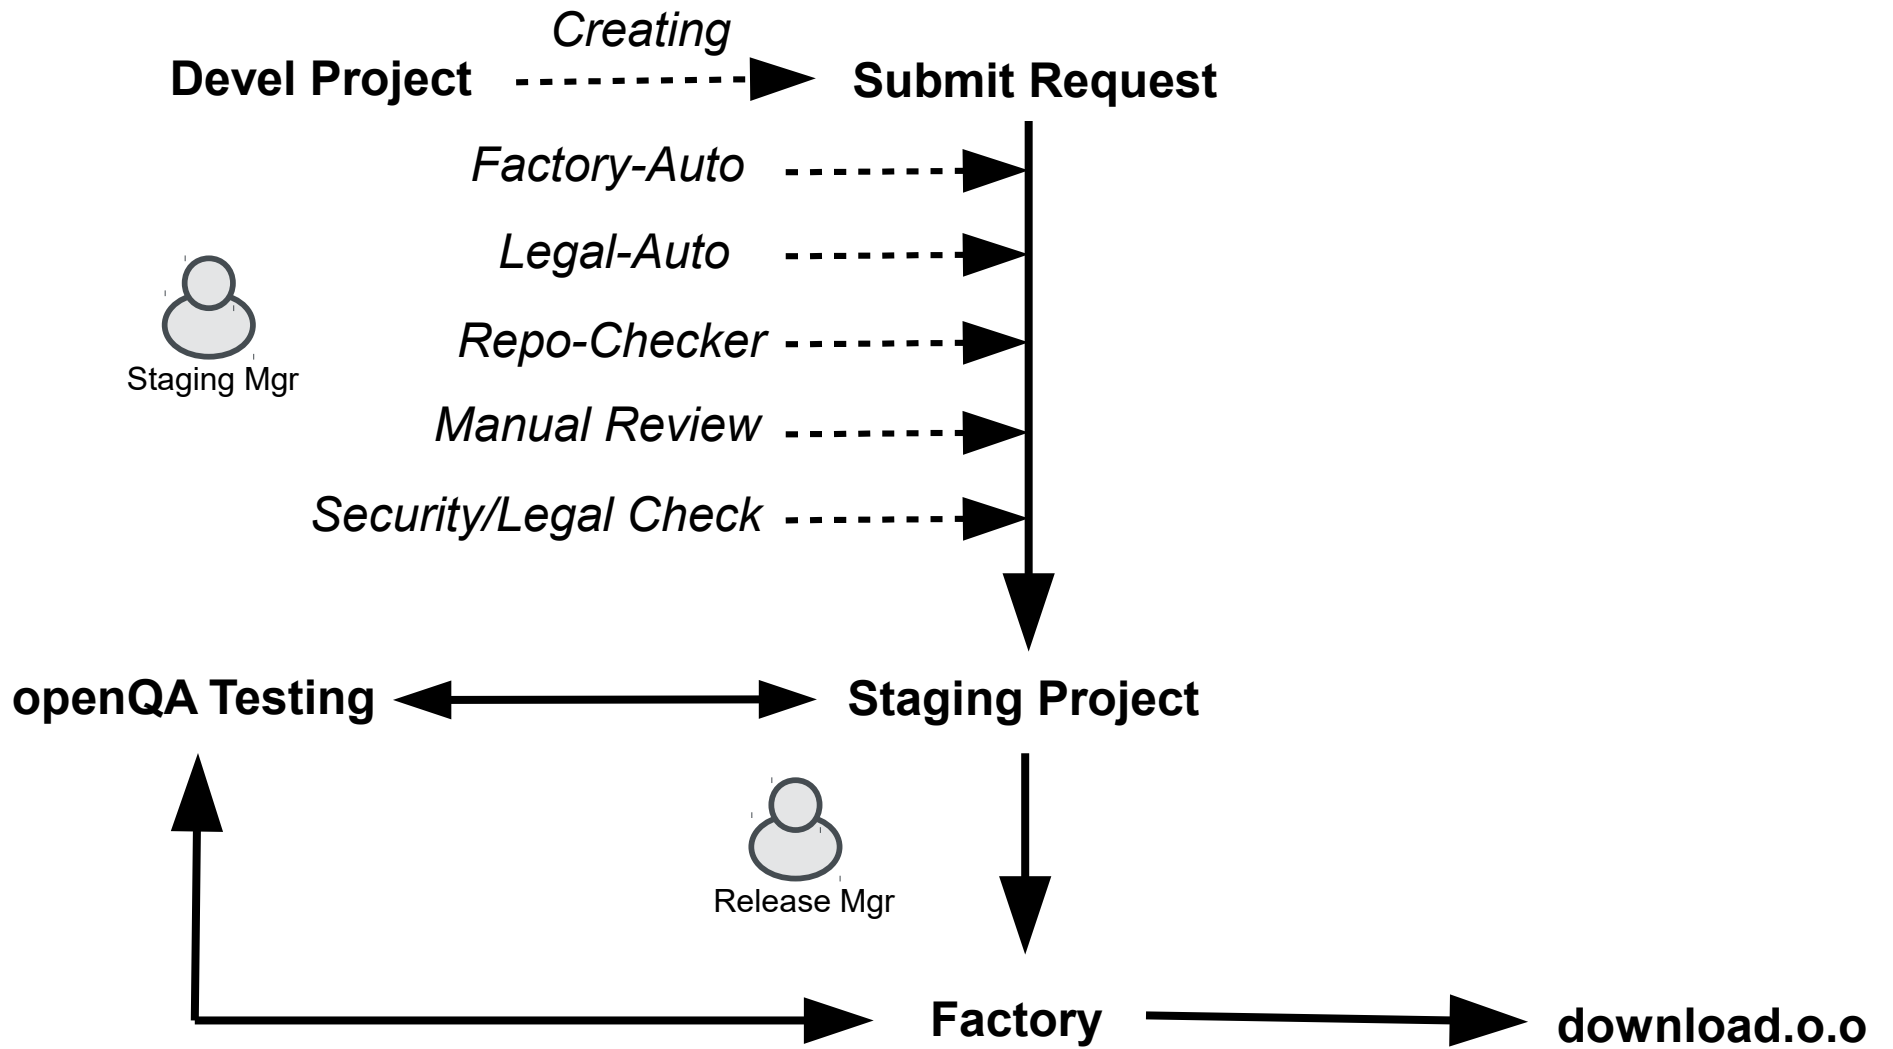 Creating
Devel Project
Submit Request
Factory-Auto
Legal-Auto
Repo-Checker
Staging Mgr
Manual Review
Security/Legal Check
openQA Testing
Staging Project
Release Mgr
Factory
download.o.o